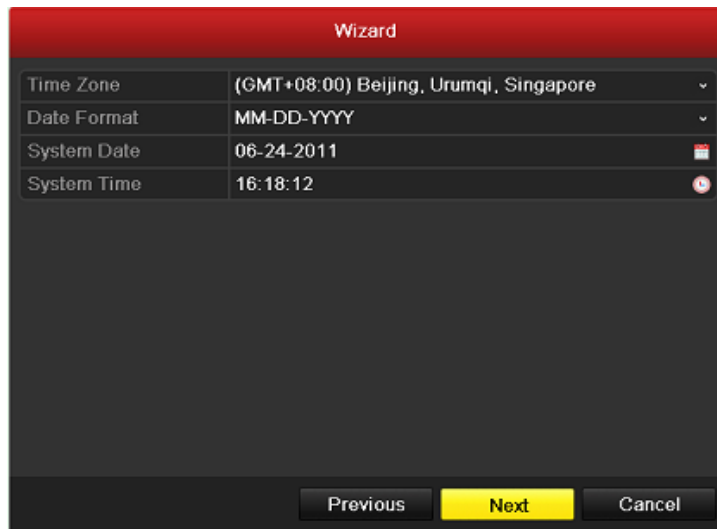 Wizard
Time Zone (GMT+08:00) Beijing, Urumqi, Singapore
Date Format MM-DD-YYYY
System Date 06-24-2011
System Time 16:18:12
Previous Next Cancel